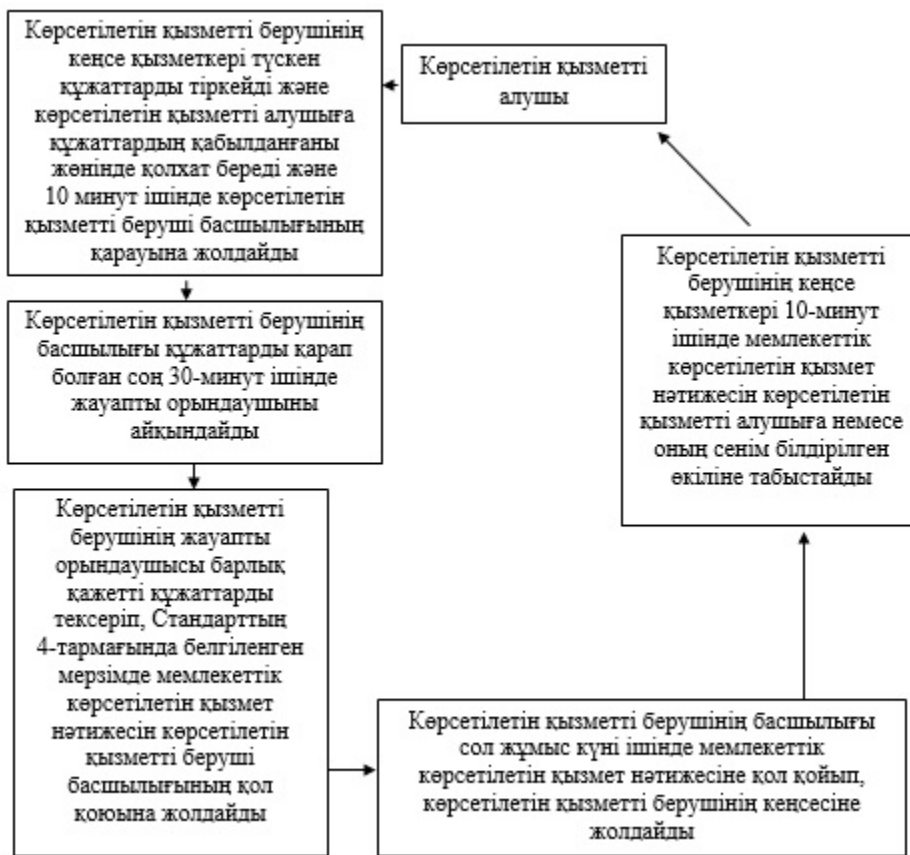 Көрсетілетін қызметті берушінің
кеңсе қызметкері түскен
құжаттарды тіркейді және
көрсетілетін қызметті алушыға
құжаттардың қабылданғаны
жөнінде қолхат береді және
10 минут ішінде көрсетілетін
қызметті беруші басшылығының
қарауына жолдайды
Көрсетілетін қызметті
алушы
Көрсетілетін қызметті берушінің
басшылығы құжаттарды қарап
болған соң 30-минут ішінде
жауапты орындаушыны
айқындайды
Көрсетілетін қызметті
берушінің жауапты
орындаушысы барлық
қажетті құжаттарды
тексеріп, Стандарттың
4-тармағында белгіленген
мерзімде мемлекеттік
көрсетілетін қызмет
нәтижесін көрсетілетін
қызметті беруші
басшылығының қол
қоюына жолдайды
Көрсетілетін қызметті берушінің басшылығы
сол жұмыс күні ішінде мемлекеттік
көрсетілетін қызмет нәтижесіне қол қойып,
көрсетілетін қызметті берушінің кеңсесіне
жолдайды
Көрсетілетін қызметті
берушінің кеңсе
қызметкері 10-минут
ішінде мемлекеттік
көрсетілетін қызмет
нәтижесін көрсетілетін
қызметті алушыға немесе
оның сенім білдірілген
өкіліне табыстайды